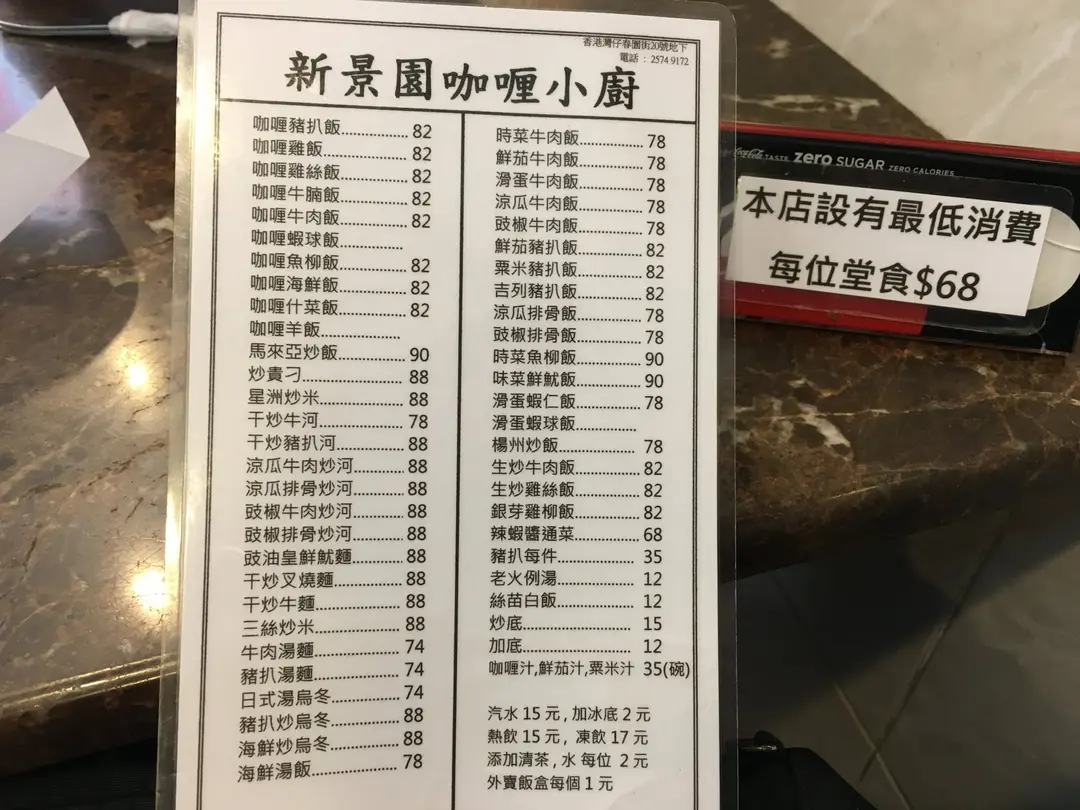 香港灣仔春園街20號地下
電話：2574 9172
新景園咖喱小廚
咖喱豬扒飯..............82
咖喱雞飯..............82
咖喱雞絲飯..............82
咖喱牛腩飯..............82
咖喱牛肉飯..............82
咖喱蝦球飯..............
咖喱魚柳飯..............82
咖喱海鮮飯..............82
咖喱什菜飯..............82
咖喱羊飯..............
馬來亞炒飯..............90
炒貴刁..............88
星洲炒米..............88
干炒牛河..............78
干炒豬扒河..............88
涼瓜牛肉炒河..............88
涼瓜排骨炒河..............88
豉椒牛肉炒河..............88
豉椒排骨炒河..............88
豉油皇鮮魷麵..............88
干炒叉燒麵..............88
干炒牛麵..............88
三絲炒米..............88
牛肉湯麵..............74
豬扒湯麵..............74
日式湯烏冬..............74
豬扒炒烏冬..............88
海鮮炒烏冬..............88
海鮮湯飯..............78
時菜牛肉飯..............78
鮮茄牛肉飯..............78
滑蛋牛肉飯..............78
涼瓜牛肉飯..............78
豉椒牛肉飯..............78
鮮茄豬扒飯..............82
粟米豬扒飯..............82
吉列豬扒飯..............82
涼瓜排骨飯..............78
豉椒排骨飯..............78
時菜魚柳飯..............90
味菜鮮魷飯..............90
滑蛋蝦仁飯..............78
滑蛋蝦球飯..............
楊州炒飯..............78
生炒牛肉飯..............82
生炒雞絲飯..............82
銀芽雞柳飯..............82
辣蝦醬通菜..............68
豬扒每件..............35
老火例湯..............12
絲苗白飯..............12
炒底..............15
加底..............12
咖喱汁,鮮茄汁,粟米汁 35(碗)
汽水 15 元 , 加冰底 2 元
熱飲 15 元 , 凍飲 17 元
添加清茶 , 水 每位 2 元
外賣飯盒每個 1 元
Coca-Cola TASTE zero SUGAR ZERO CALORIES
本店設有最低消費
每位堂食$68